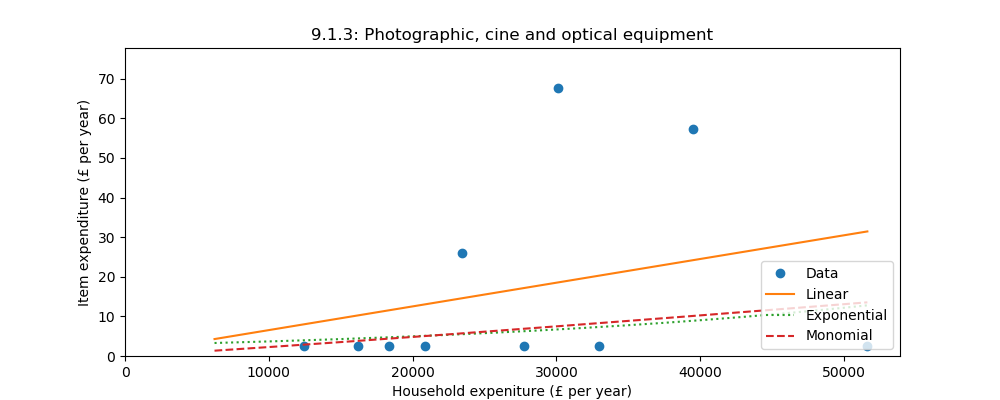 9.1.3: Photographic, cine and optical equipment
Item expenditure (£ per year)
70
60
50
40
30
20
10
0
0 10000 20000 30000 40000 50000
Household expeniture (£ per year)
Data
Linear
Exponential
Monomial